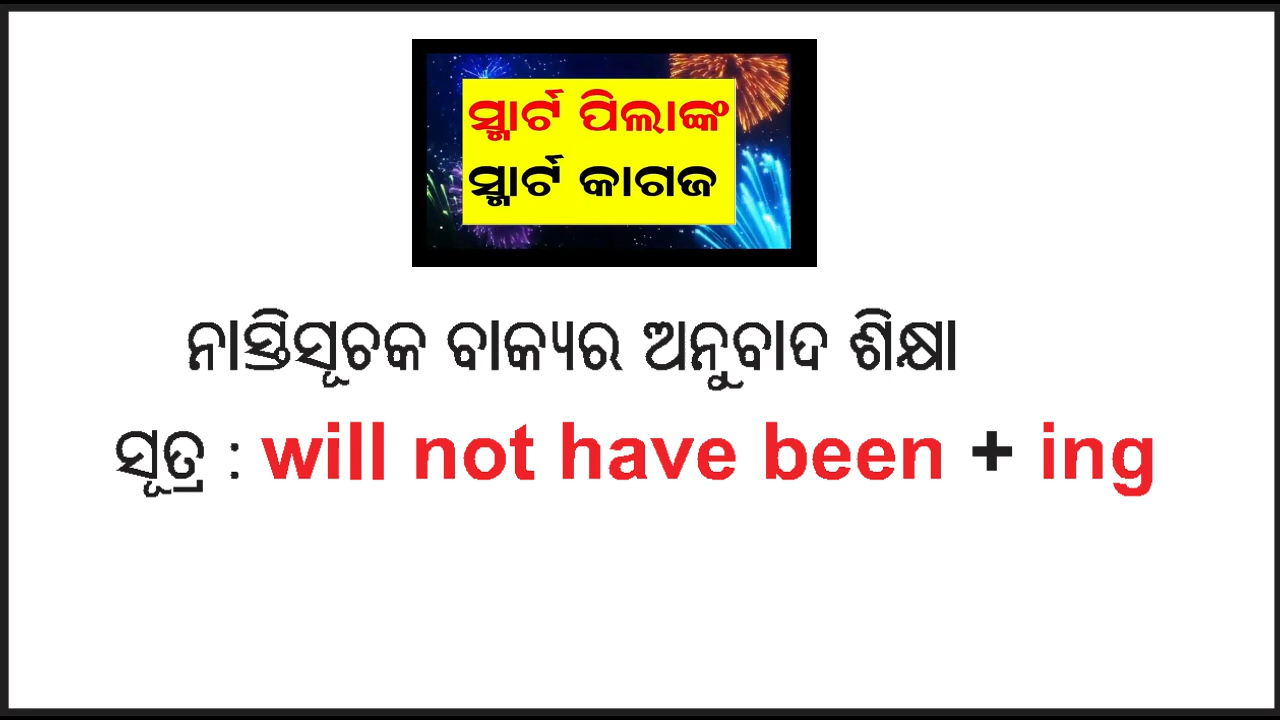 ସ୍ମାର୍ଟ ପିଲାଙ୍କ
ସ୍ମାର୍ଟ କାଗଜ
ନାସ୍ତିସୂଚକ ବାକ୍ୟର ଅନୁବାଦ ଶିକ୍ଷା
ସୂତ୍ର : will not have been + ing